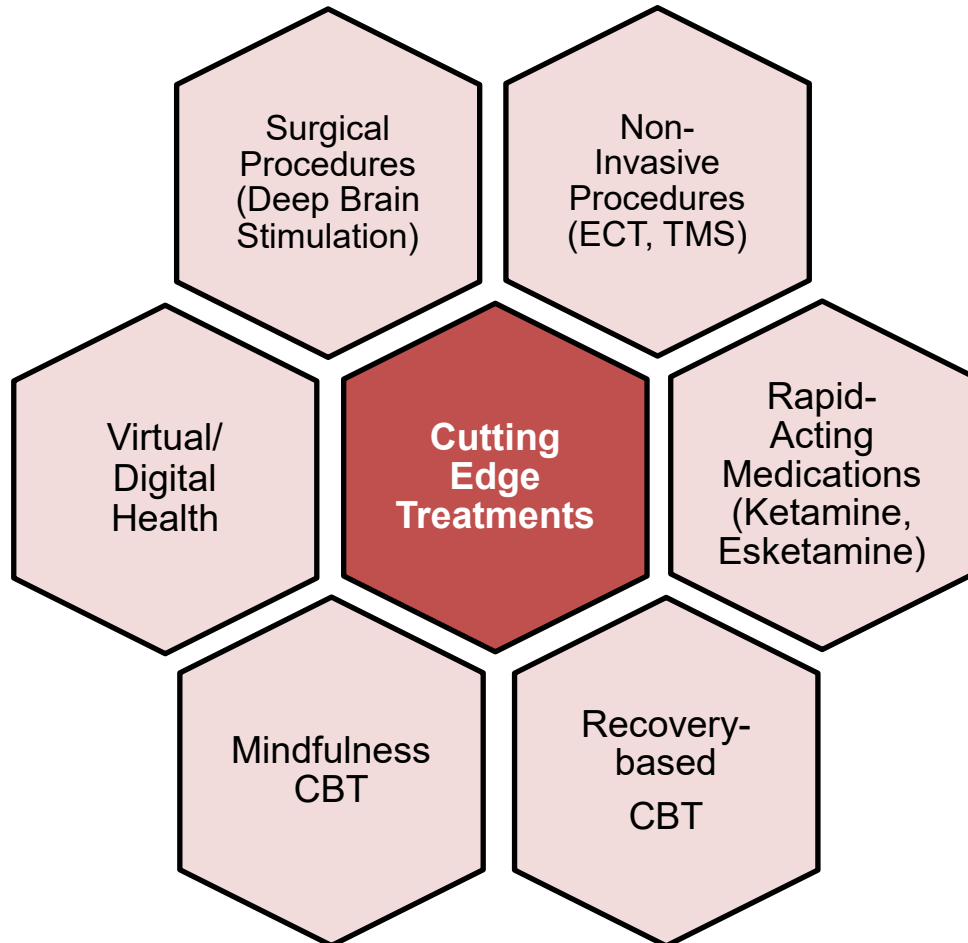 Surgical
Procedures
(Deep Brain
Stimulation)
Non-
Invasive
Procedures
(ECT, TMS)
Virtual/
Digital
Health
Cutting
Edge
Treatments
Rapid-
Acting
Medications
(Ketamine,
Esketamine)
Mindfulness
CBT
Recovery-
based
CBT